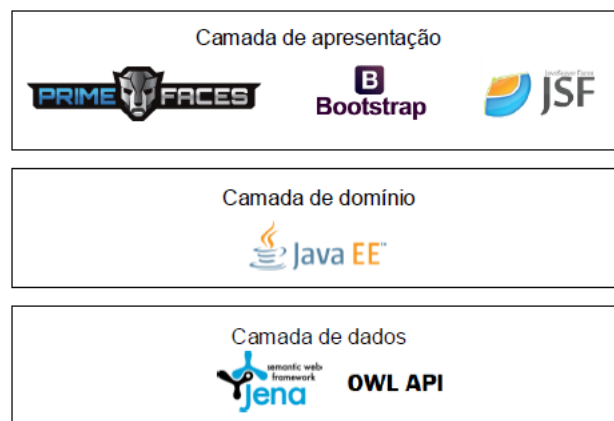 Camada de apresentação
PRIME FACES
B
Bootstrap
JavaServer Faces
JSF
Camada de domínio
Java EE™
Camada de dados
semantic web
framework
Jena
OWL API